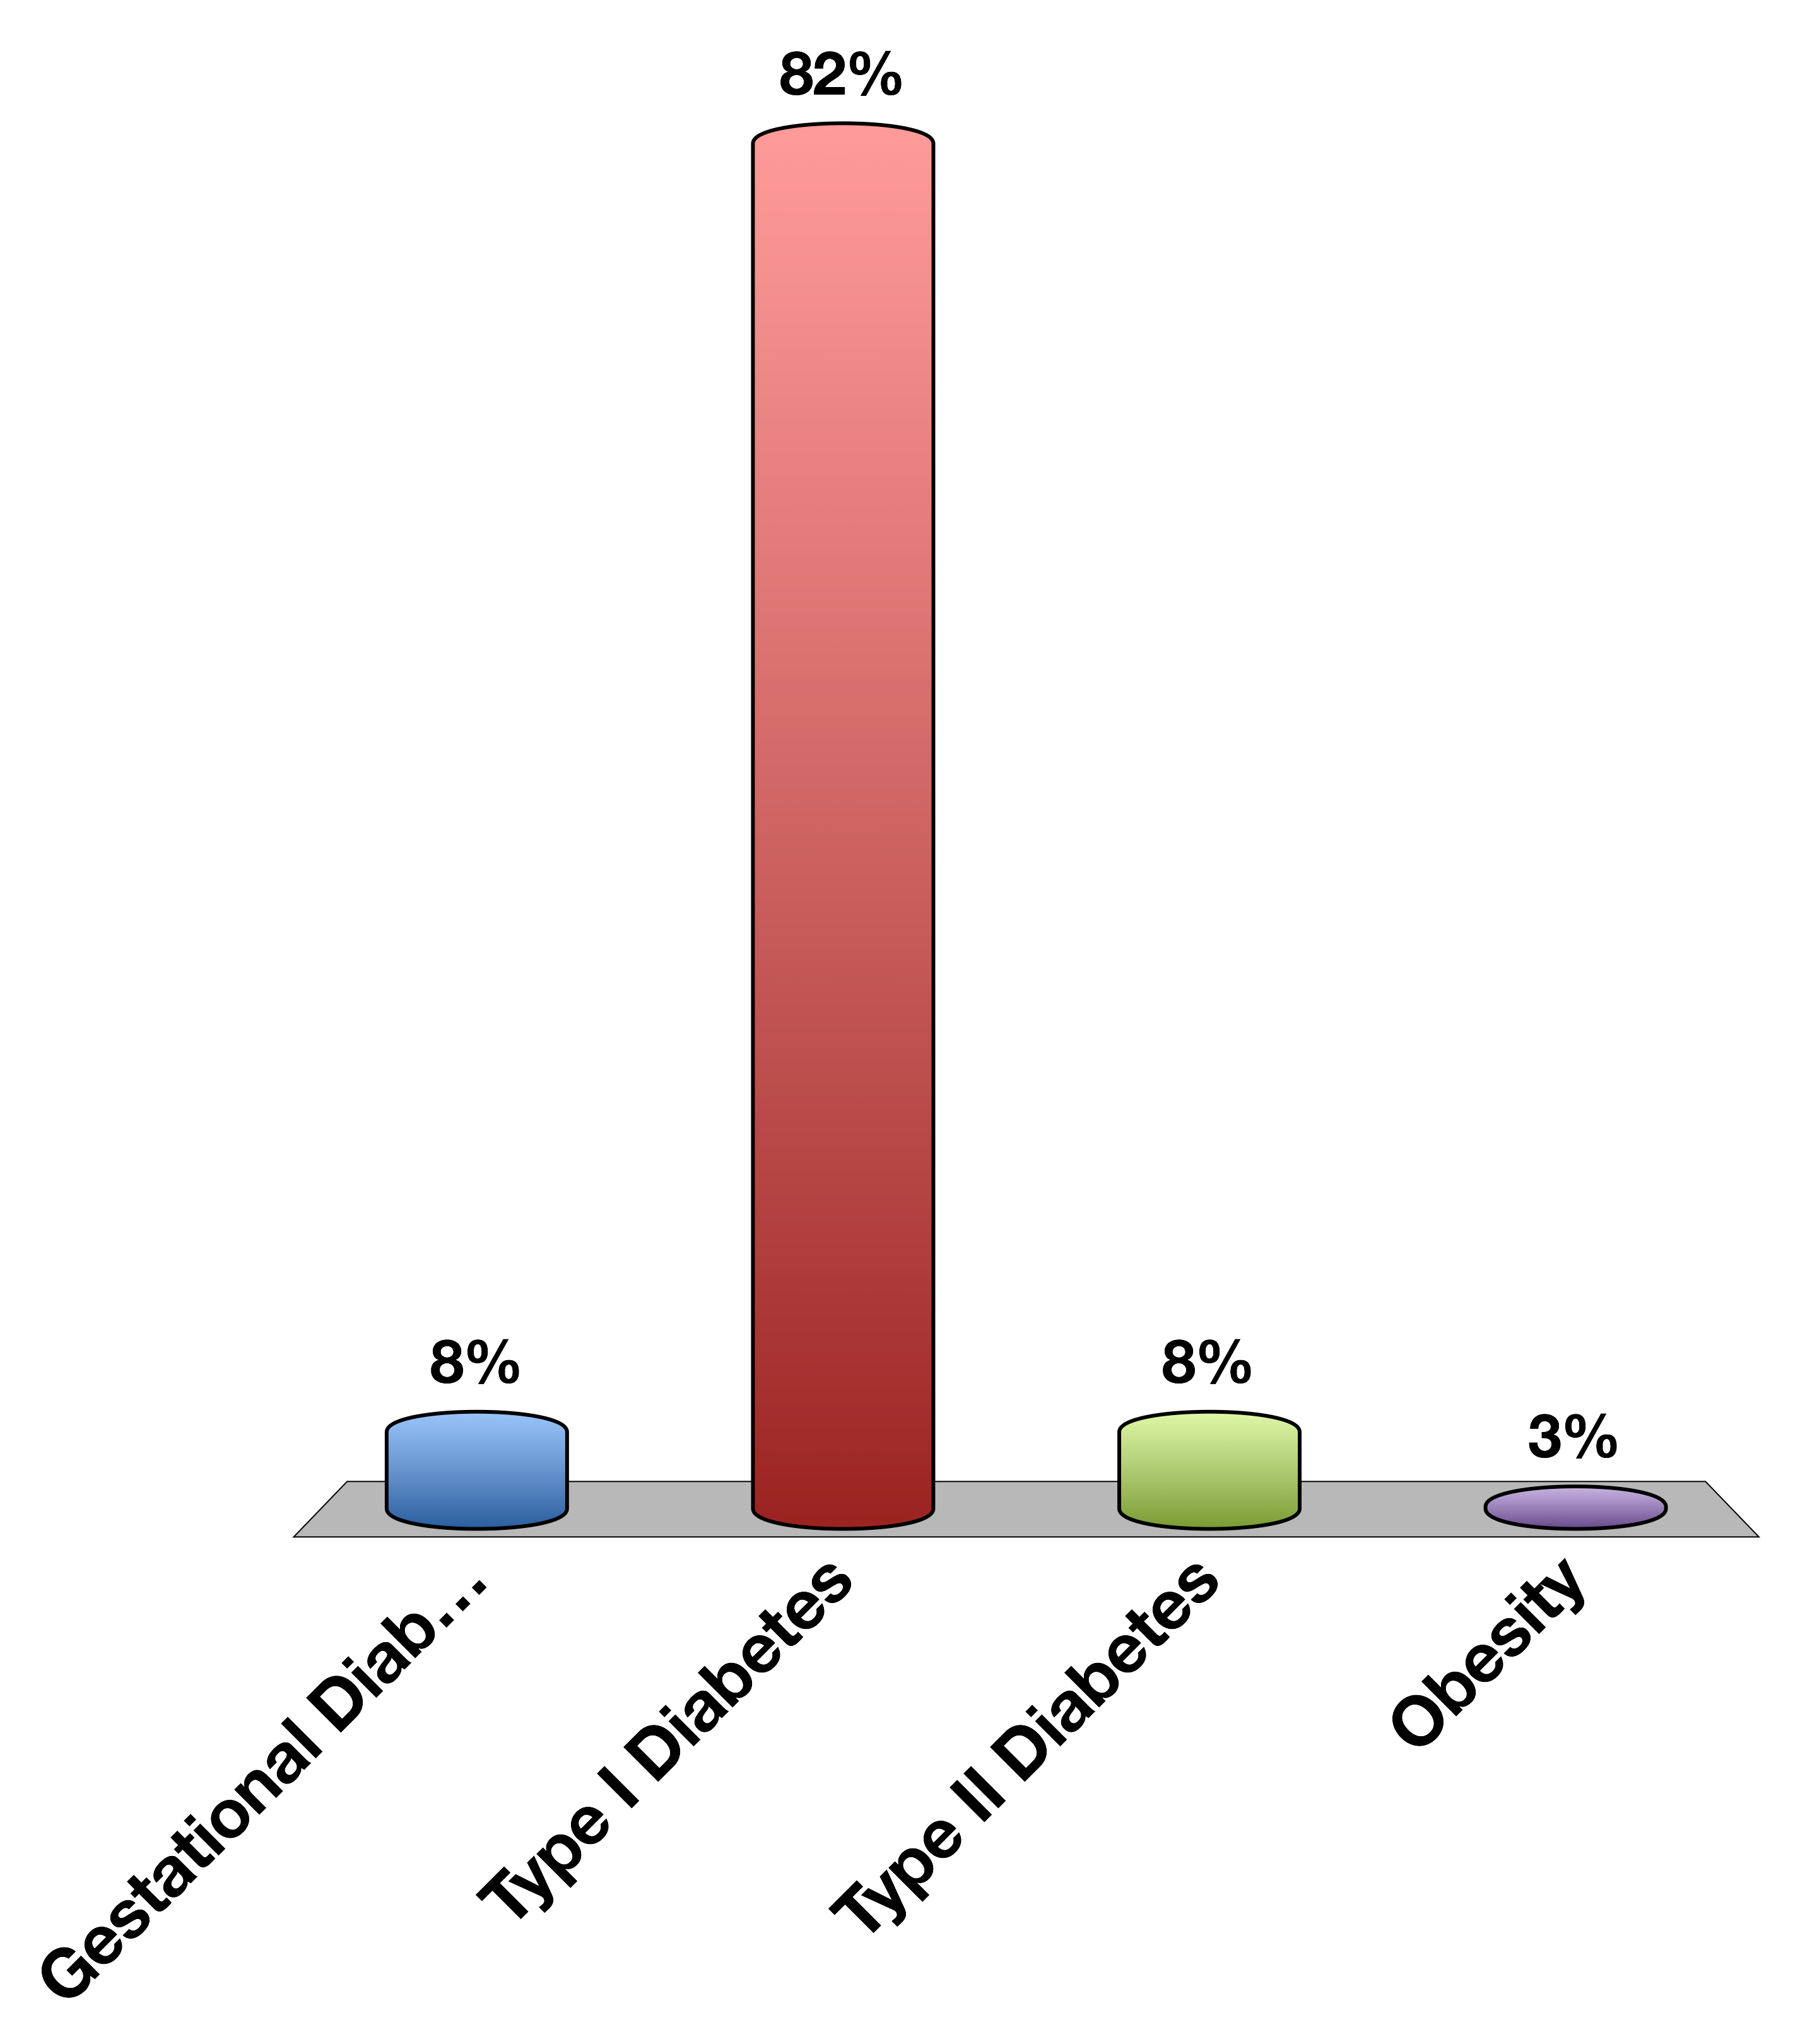 82%
8%
8%
3%
Gestational Diab...
Type I Diabetes
Type II Diabetes
Obesity